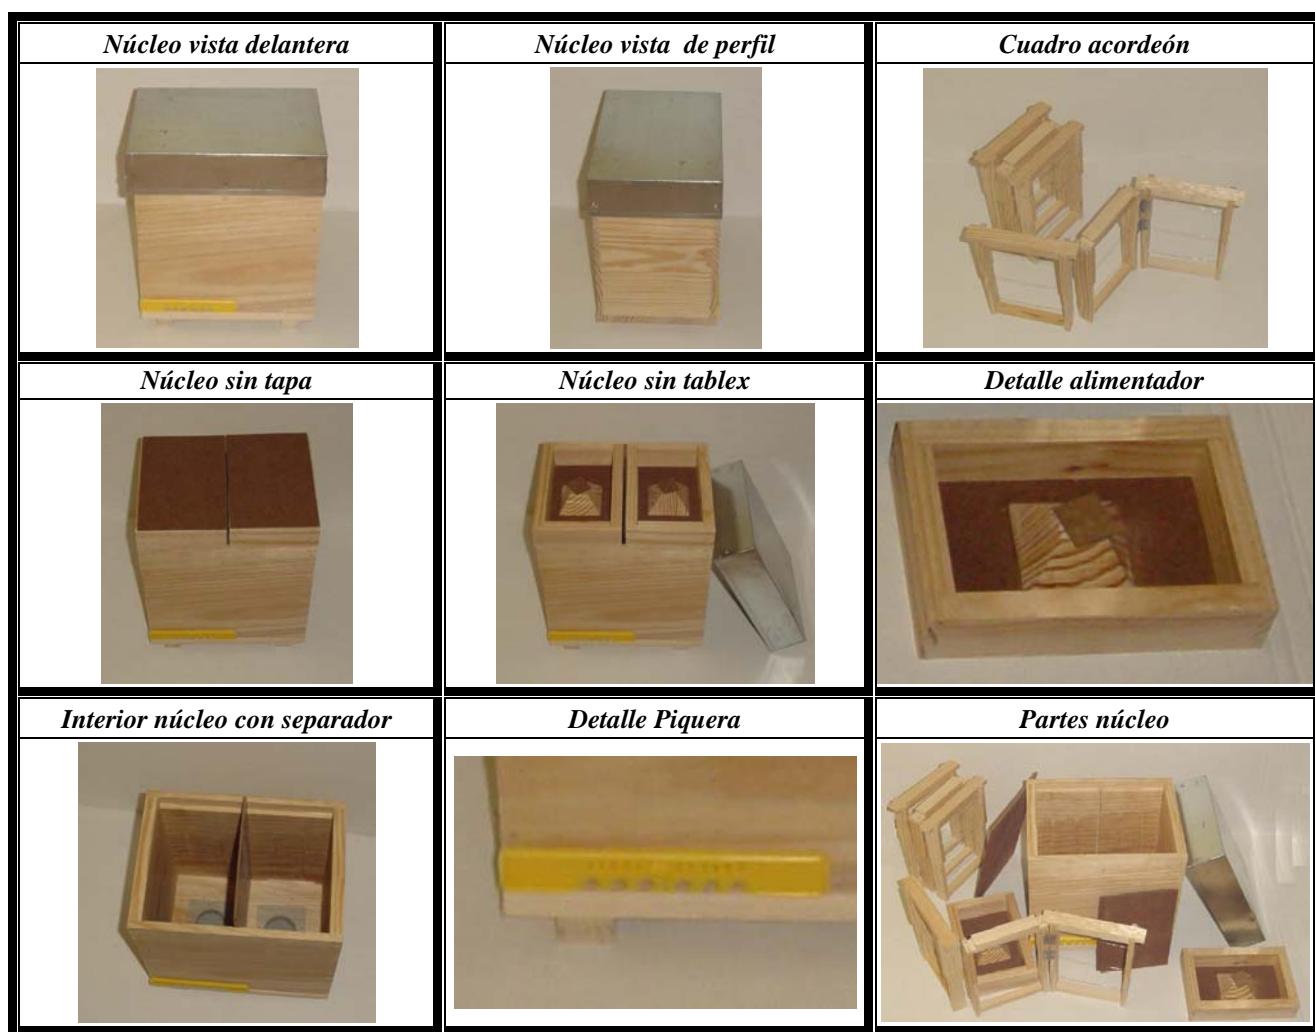 Núcleo vista delantera
Núcleo vista de perfil
Cuadro acordeón
Núcleo sin tapa
Núcleo sin tablex
Detalle alimentador
Interior núcleo con separador
Detalle Piquera
Partes núcleo